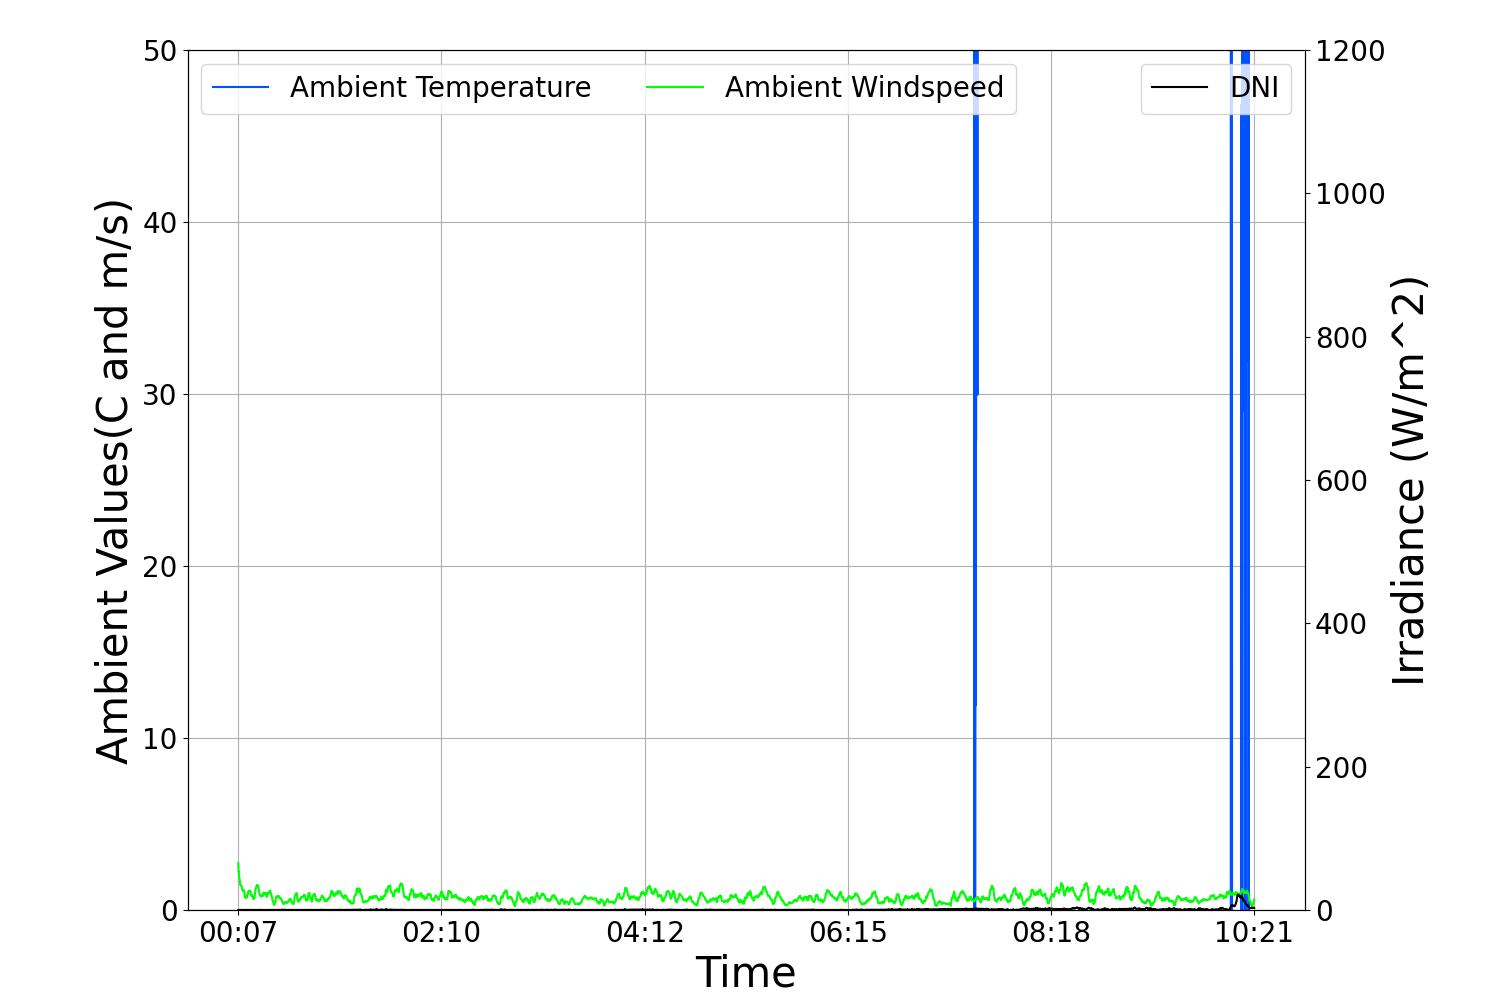 Ambient Temperature
Ambient Windspeed
DNI
50
40
30
20
10
0
1200
1000
800
600
400
200
0
Ambient Values(C and m/s)
Irradiance (W/m^2)
00:07 02:10 04:12 06:15 08:18 10:21
Time